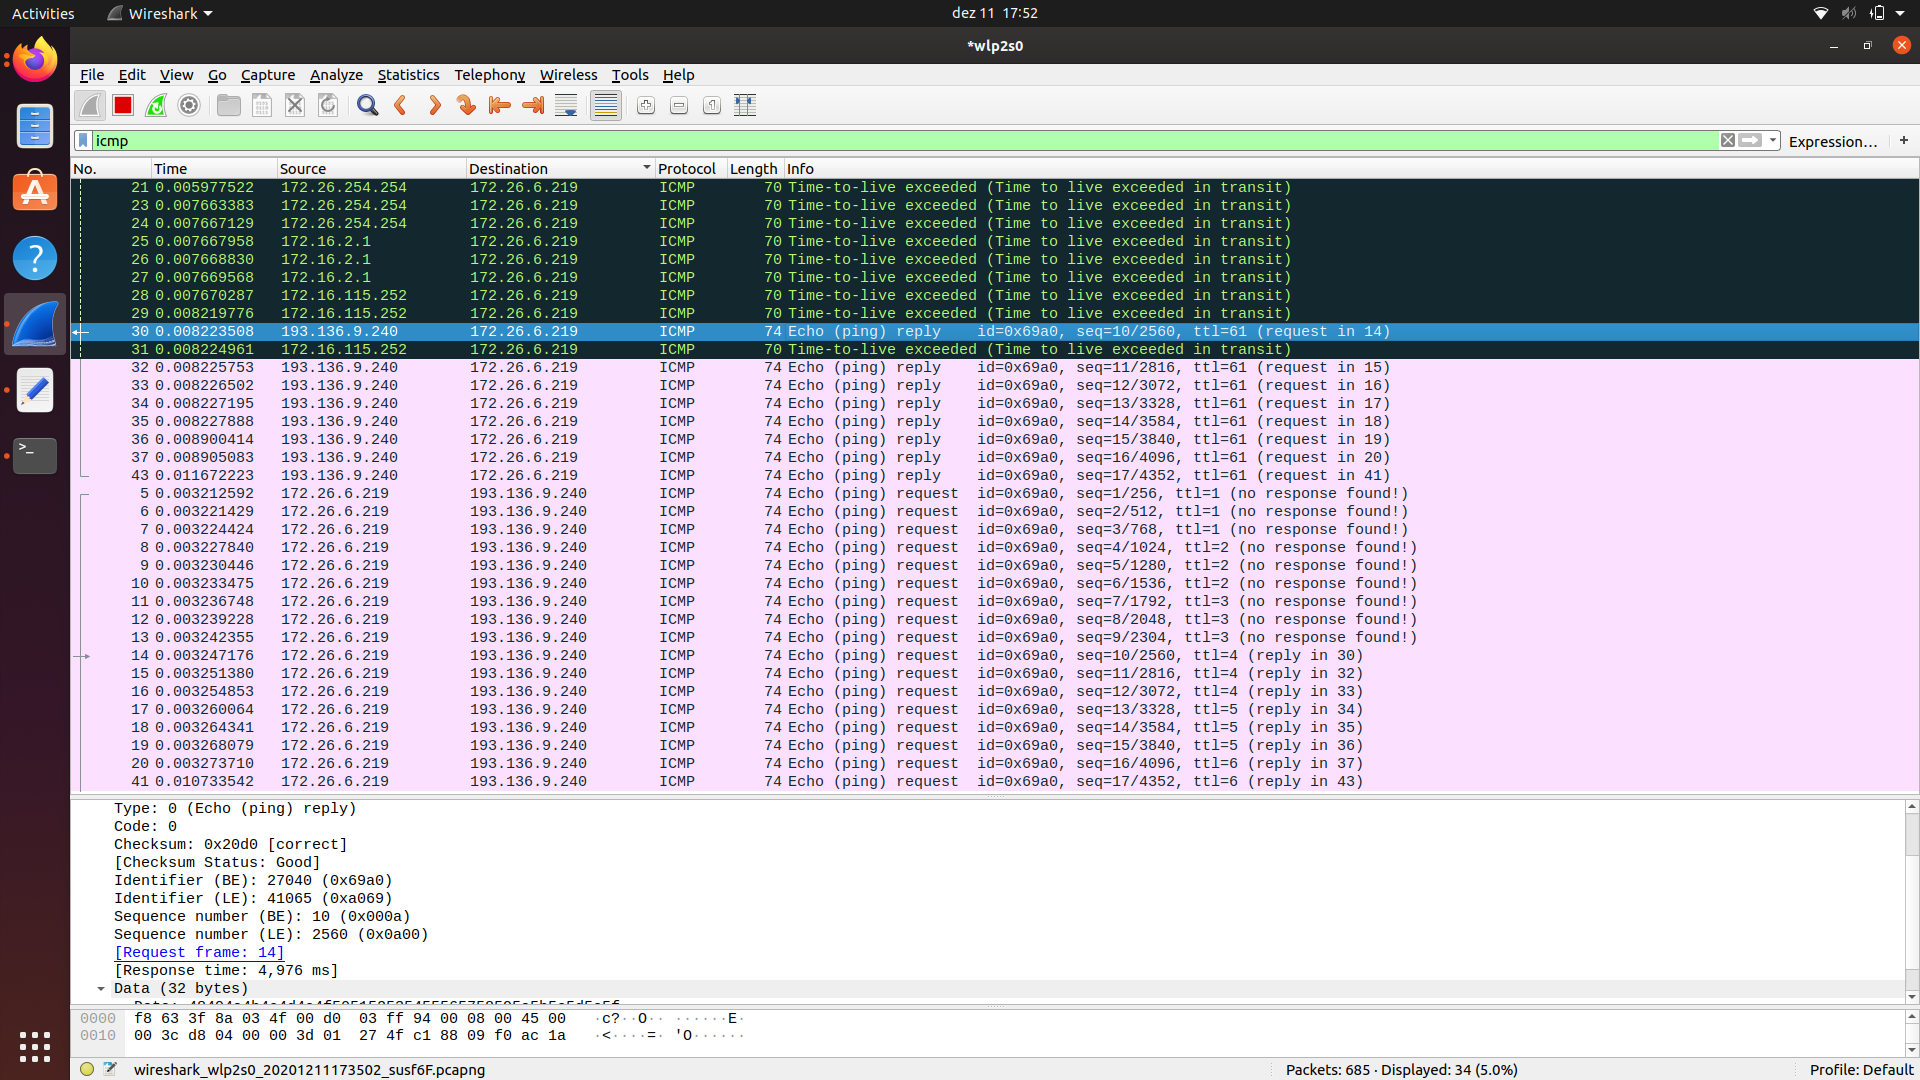 Activities Wireshark dez 11 17:52
*wlp2s0
File Edit View Go Capture Analyze Statistics Telephony Wireless Tools Help
icmp Expression… +
No. Time Source Destination Protocol Length Info
21 0.005977522 172.26.254.254 172.26.6.219 ICMP 70 Time-to-live exceeded (Time to live exceeded in transit)
23 0.007663383 172.26.254.254 172.26.6.219 ICMP 70 Time-to-live exceeded (Time to live exceeded in transit)
24 0.007667129 172.26.254.254 172.26.6.219 ICMP 70 Time-to-live exceeded (Time to live exceeded in transit)
25 0.007667958 172.16.2.1 172.26.6.219 ICMP 70 Time-to-live exceeded (Time to live exceeded in transit)
26 0.007668830 172.16.2.1 172.26.6.219 ICMP 70 Time-to-live exceeded (Time to live exceeded in transit)
27 0.007669568 172.16.2.1 172.26.6.219 ICMP 70 Time-to-live exceeded (Time to live exceeded in transit)
28 0.007670287 172.16.115.252 172.26.6.219 ICMP 70 Time-to-live exceeded (Time to live exceeded in transit)
29 0.008219776 172.16.115.252 172.26.6.219 ICMP 70 Time-to-live exceeded (Time to live exceeded in transit)
30 0.008223508 193.136.9.240 172.26.6.219 ICMP 74 Echo (ping) reply id=0x69a0, seq=10/2560, ttl=61 (request in 14)
31 0.008224961 172.16.115.252 172.26.6.219 ICMP 70 Time-to-live exceeded (Time to live exceeded in transit)
32 0.008225753 193.136.9.240 172.26.6.219 ICMP 74 Echo (ping) reply id=0x69a0, seq=11/2816, ttl=61 (request in 15)
33 0.008226502 193.136.9.240 172.26.6.219 ICMP 74 Echo (ping) reply id=0x69a0, seq=12/3072, ttl=61 (request in 16)
34 0.008227195 193.136.9.240 172.26.6.219 ICMP 74 Echo (ping) reply id=0x69a0, seq=13/3328, ttl=61 (request in 17)
35 0.008227888 193.136.9.240 172.26.6.219 ICMP 74 Echo (ping) reply id=0x69a0, seq=14/3584, ttl=61 (request in 18)
36 0.008900414 193.136.9.240 172.26.6.219 ICMP 74 Echo (ping) reply id=0x69a0, seq=15/3840, ttl=61 (request in 19)
37 0.008905083 193.136.9.240 172.26.6.219 ICMP 74 Echo (ping) reply id=0x69a0, seq=16/4096, ttl=61 (request in 20)
43 0.011672223 193.136.9.240 172.26.6.219 ICMP 74 Echo (ping) reply id=0x69a0, seq=17/4352, ttl=61 (request in 41)
5 0.003212592 172.26.6.219 193.136.9.240 ICMP 74 Echo (ping) request id=0x69a0, seq=1/256, ttl=1 (no response found!)
6 0.003221429 172.26.6.219 193.136.9.240 ICMP 74 Echo (ping) request id=0x69a0, seq=2/512, ttl=1 (no response found!)
7 0.003224424 172.26.6.219 193.136.9.240 ICMP 74 Echo (ping) request id=0x69a0, seq=3/768, ttl=1 (no response found!)
8 0.003227840 172.26.6.219 193.136.9.240 ICMP 74 Echo (ping) request id=0x69a0, seq=4/1024, ttl=2 (no response found!)
9 0.003230446 172.26.6.219 193.136.9.240 ICMP 74 Echo (ping) request id=0x69a0, seq=5/1280, ttl=2 (no response found!)
10 0.003233475 172.26.6.219 193.136.9.240 ICMP 74 Echo (ping) request id=0x69a0, seq=6/1536, ttl=2 (no response found!)
11 0.003236748 172.26.6.219 193.136.9.240 ICMP 74 Echo (ping) request id=0x69a0, seq=7/1792, ttl=3 (no response found!)
12 0.003239228 172.26.6.219 193.136.9.240 ICMP 74 Echo (ping) request id=0x69a0, seq=8/2048, ttl=3 (no response found!)
13 0.003242355 172.26.6.219 193.136.9.240 ICMP 74 Echo (ping) request id=0x69a0, seq=9/2304, ttl=3 (no response found!)
14 0.003247176 172.26.6.219 193.136.9.240 ICMP 74 Echo (ping) request id=0x69a0, seq=10/2560, ttl=4 (reply in 30)
15 0.003251380 172.26.6.219 193.136.9.240 ICMP 74 Echo (ping) request id=0x69a0, seq=11/2816, ttl=4 (reply in 32)
16 0.003254853 172.26.6.219 193.136.9.240 ICMP 74 Echo (ping) request id=0x69a0, seq=12/3072, ttl=4 (reply in 33)
17 0.003260064 172.26.6.219 193.136.9.240 ICMP 74 Echo (ping) request id=0x69a0, seq=13/3328, ttl=5 (reply in 34)
18 0.003264341 172.26.6.219 193.136.9.240 ICMP 74 Echo (ping) request id=0x69a0, seq=14/3584, ttl=5 (reply in 35)
19 0.003268079 172.26.6.219 193.136.9.240 ICMP 74 Echo (ping) request id=0x69a0, seq=15/3840, ttl=5 (reply in 36)
20 0.003273710 172.26.6.219 193.136.9.240 ICMP 74 Echo (ping) request id=0x69a0, seq=16/4096, ttl=6 (reply in 37)
41 0.010733542 172.26.6.219 193.136.9.240 ICMP 74 Echo (ping) request id=0x69a0, seq=17/4352, ttl=6 (reply in 43)
Type: 0 (Echo (ping) reply)
Code: 0
Checksum: 0x20d0 [correct]
[Checksum Status: Good]
Identifier (BE): 27040 (0x69a0)
Identifier (LE): 41065 (0xa069)
Sequence number (BE): 10 (0x000a)
Sequence number (LE): 2560 (0x0a00)
[Request frame: 14]
[Response time: 4,976 ms]
Data (32 bytes)
0000 f8 63 3f 8a 03 4f 00 d0 03 ff 94 00 08 00 45 00 ·c?··O·· ······E·
0010 00 3c d8 04 00 00 3d 01 27 4f c1 88 09 f0 ac 1a ·<····=· 'O······
wireshark_wlp2s0_20201211173502_susf6F.pcapng Packets: 685 · Displayed: 34 (5.0%) Profile: Default